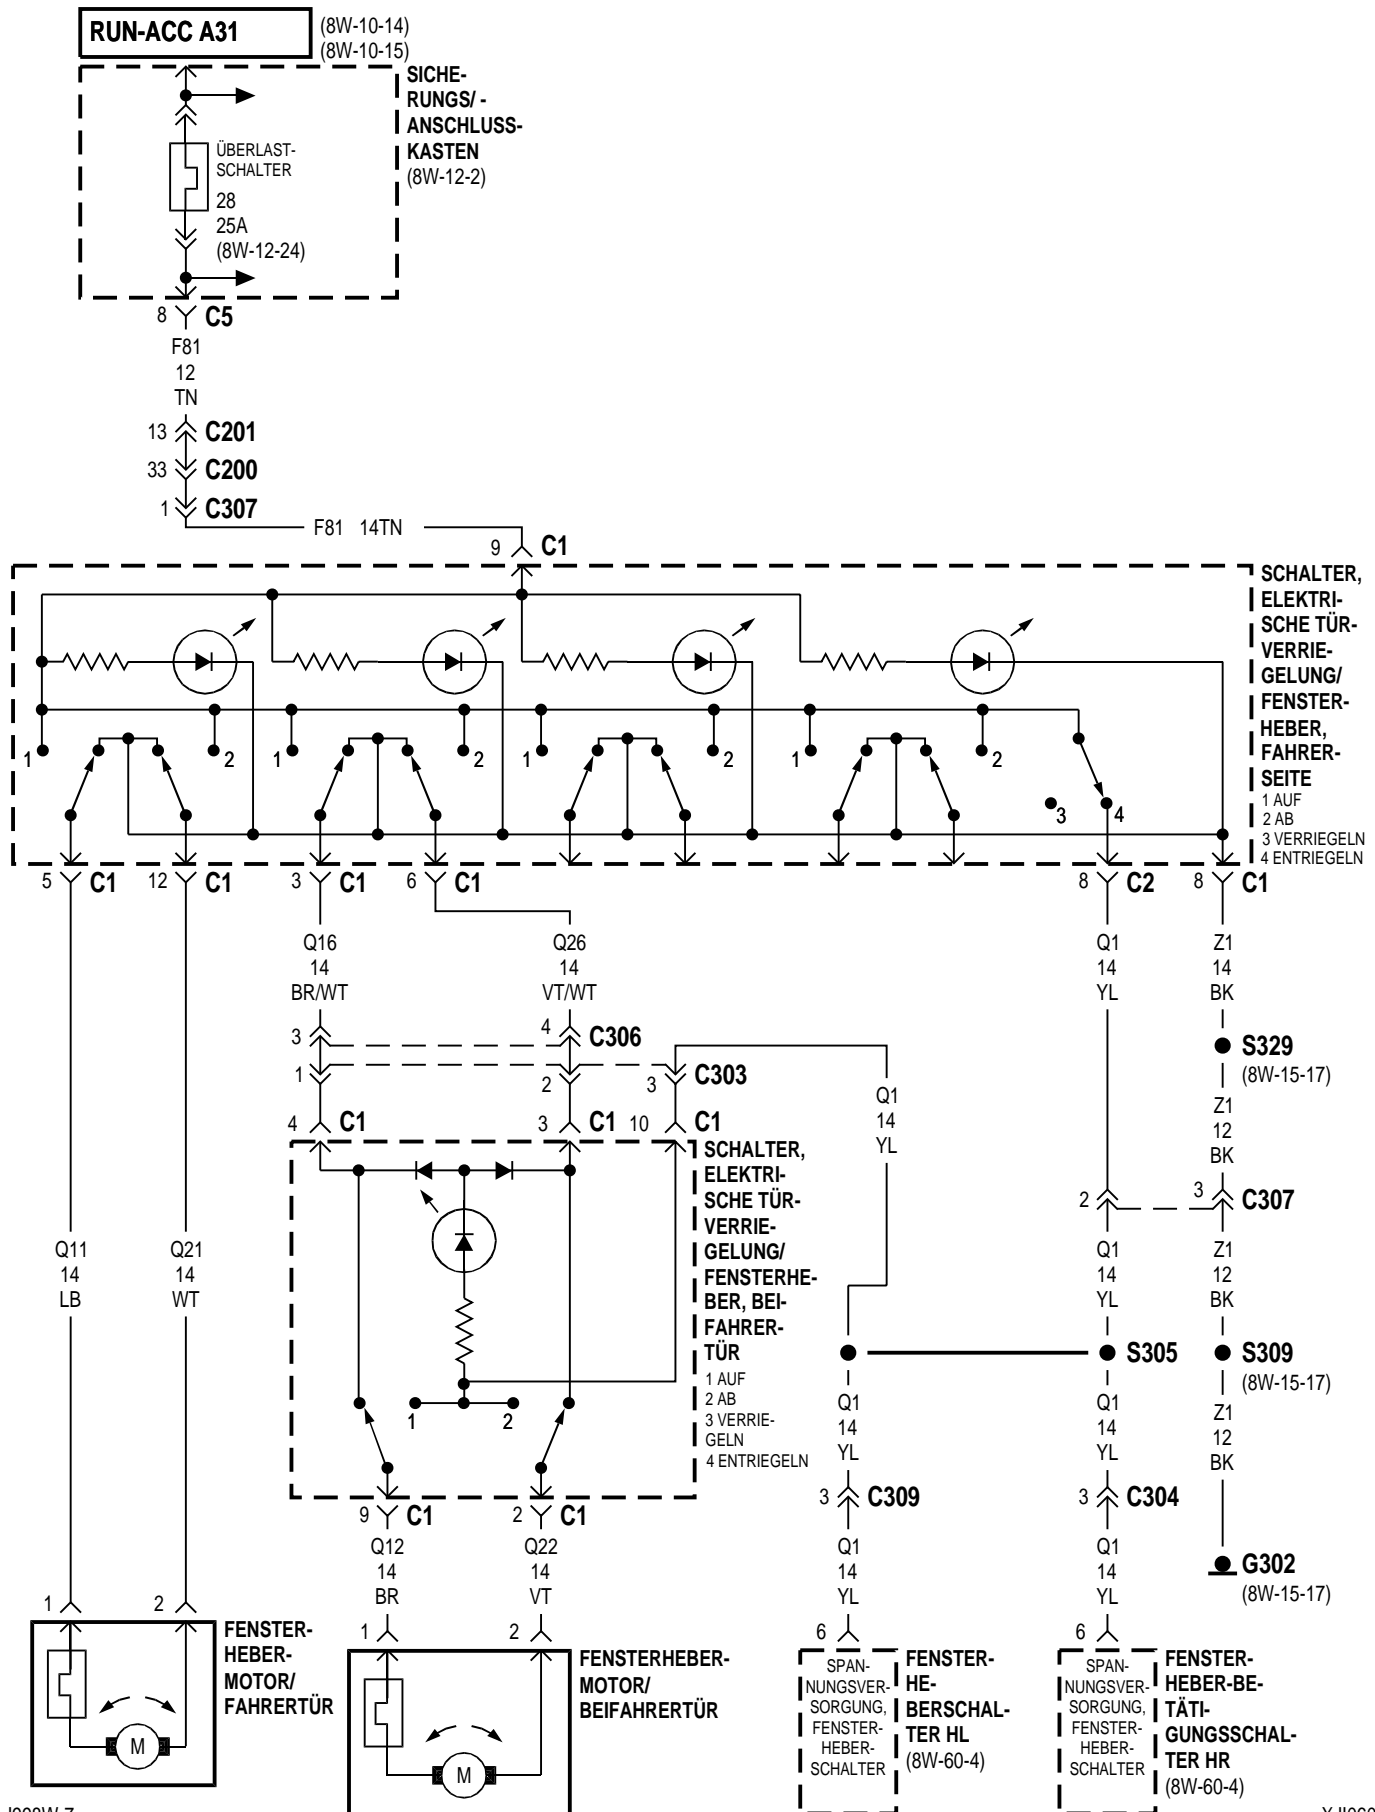 RUN-ACC A31
(8W-10-14)
(8W-10-15)
SICHE-
RUNGS/ -
ANSCHLUSS-
KASTEN
(8W-12-2)
ÜBERLAST-
SCHALTER
28
25A
(8W-12-24)
8 C5
F81
12
TN
13 C201
33 C200
1 C307
F81 14TN
9 C1
SCHALTER,
ELEKTRI-
SCHE TÜR-
VERRIE-
GELUNG/
FENSTER-
HEBER,
FAHRER-
SEITE
1 AUF
2 AB
3 VERRIEGELN
4 ENTRIEGELN
1 2 1 2 1 2 1 2
3 4
5 C1 12 C1 3 C1 6 C1 8 C2 8 C1
Q16
14
BR/WT
Q26
14
VT/WT
Q1
14
YL
Z1
14
BK
3 4 C306
1 2 3 C303
4 C1 3 C1 10 C1
Q1
14
YL
S329
(8W-15-17)
Z1
12
BK
2 3 C307
SCHALTER,
ELEKTRI-
SCHE TÜR-
VERRIE-
GELUNG/
FENSTERHE-
BER, BEI-
FAHRER-
TÜR
1 AUF
2 AB
3 VERRIE-
GELN
4 ENTRIEGELN
1 2
Q11
14
LB
Q21
14
WT
Q1
14
YL
Z1
12
BK
S305
S309
(8W-15-17)
Q1
14
YL
Q1
14
YL
Z1
12
BK
9 C1 2 C1
3 C309
3 C304
Q12
14
BR
Q22
14
VT
Q1
14
YL
Q1
14
YL
G302
(8W-15-17)
1 2
FENSTER-
HEBER-
MOTOR/
FAHRERTÜR
M
1 2
FENSTERHEBER-
MOTOR/
BEIFAHRERTÜR
M
6
SPAN-
NUNGSVER-
SORGUNG,
FENSTER-
HEBER-
SCHALTER
FENSTER-
HE-
BERSCHAL-
TER HL
(8W-60-4)
6
SPAN-
NUNGSVER-
SORGUNG,
FENSTER-
HEBER-
SCHALTER
FENSTER-
HEBER-BE-
TÄTI-
GUNGSSCHAL-
TER HR
(8W-60-4)